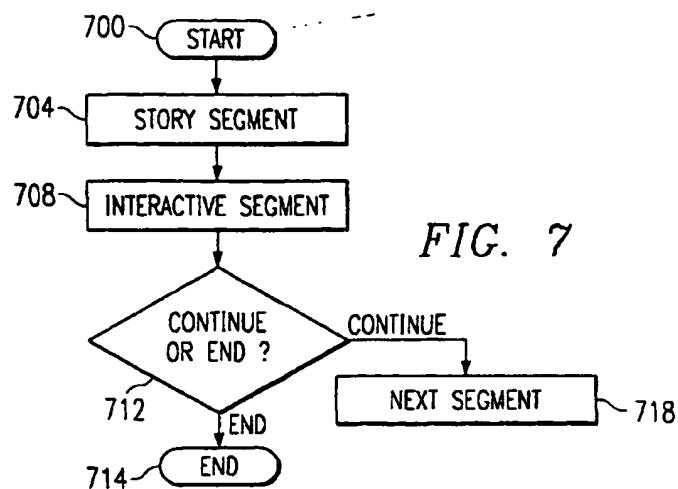 700
START
704
STORY SEGMENT
708
INTERACTIVE SEGMENT
FIG. 7
CONTINUE
OR END ?
CONTINUE
712
NEXT SEGMENT
718
END
714
END